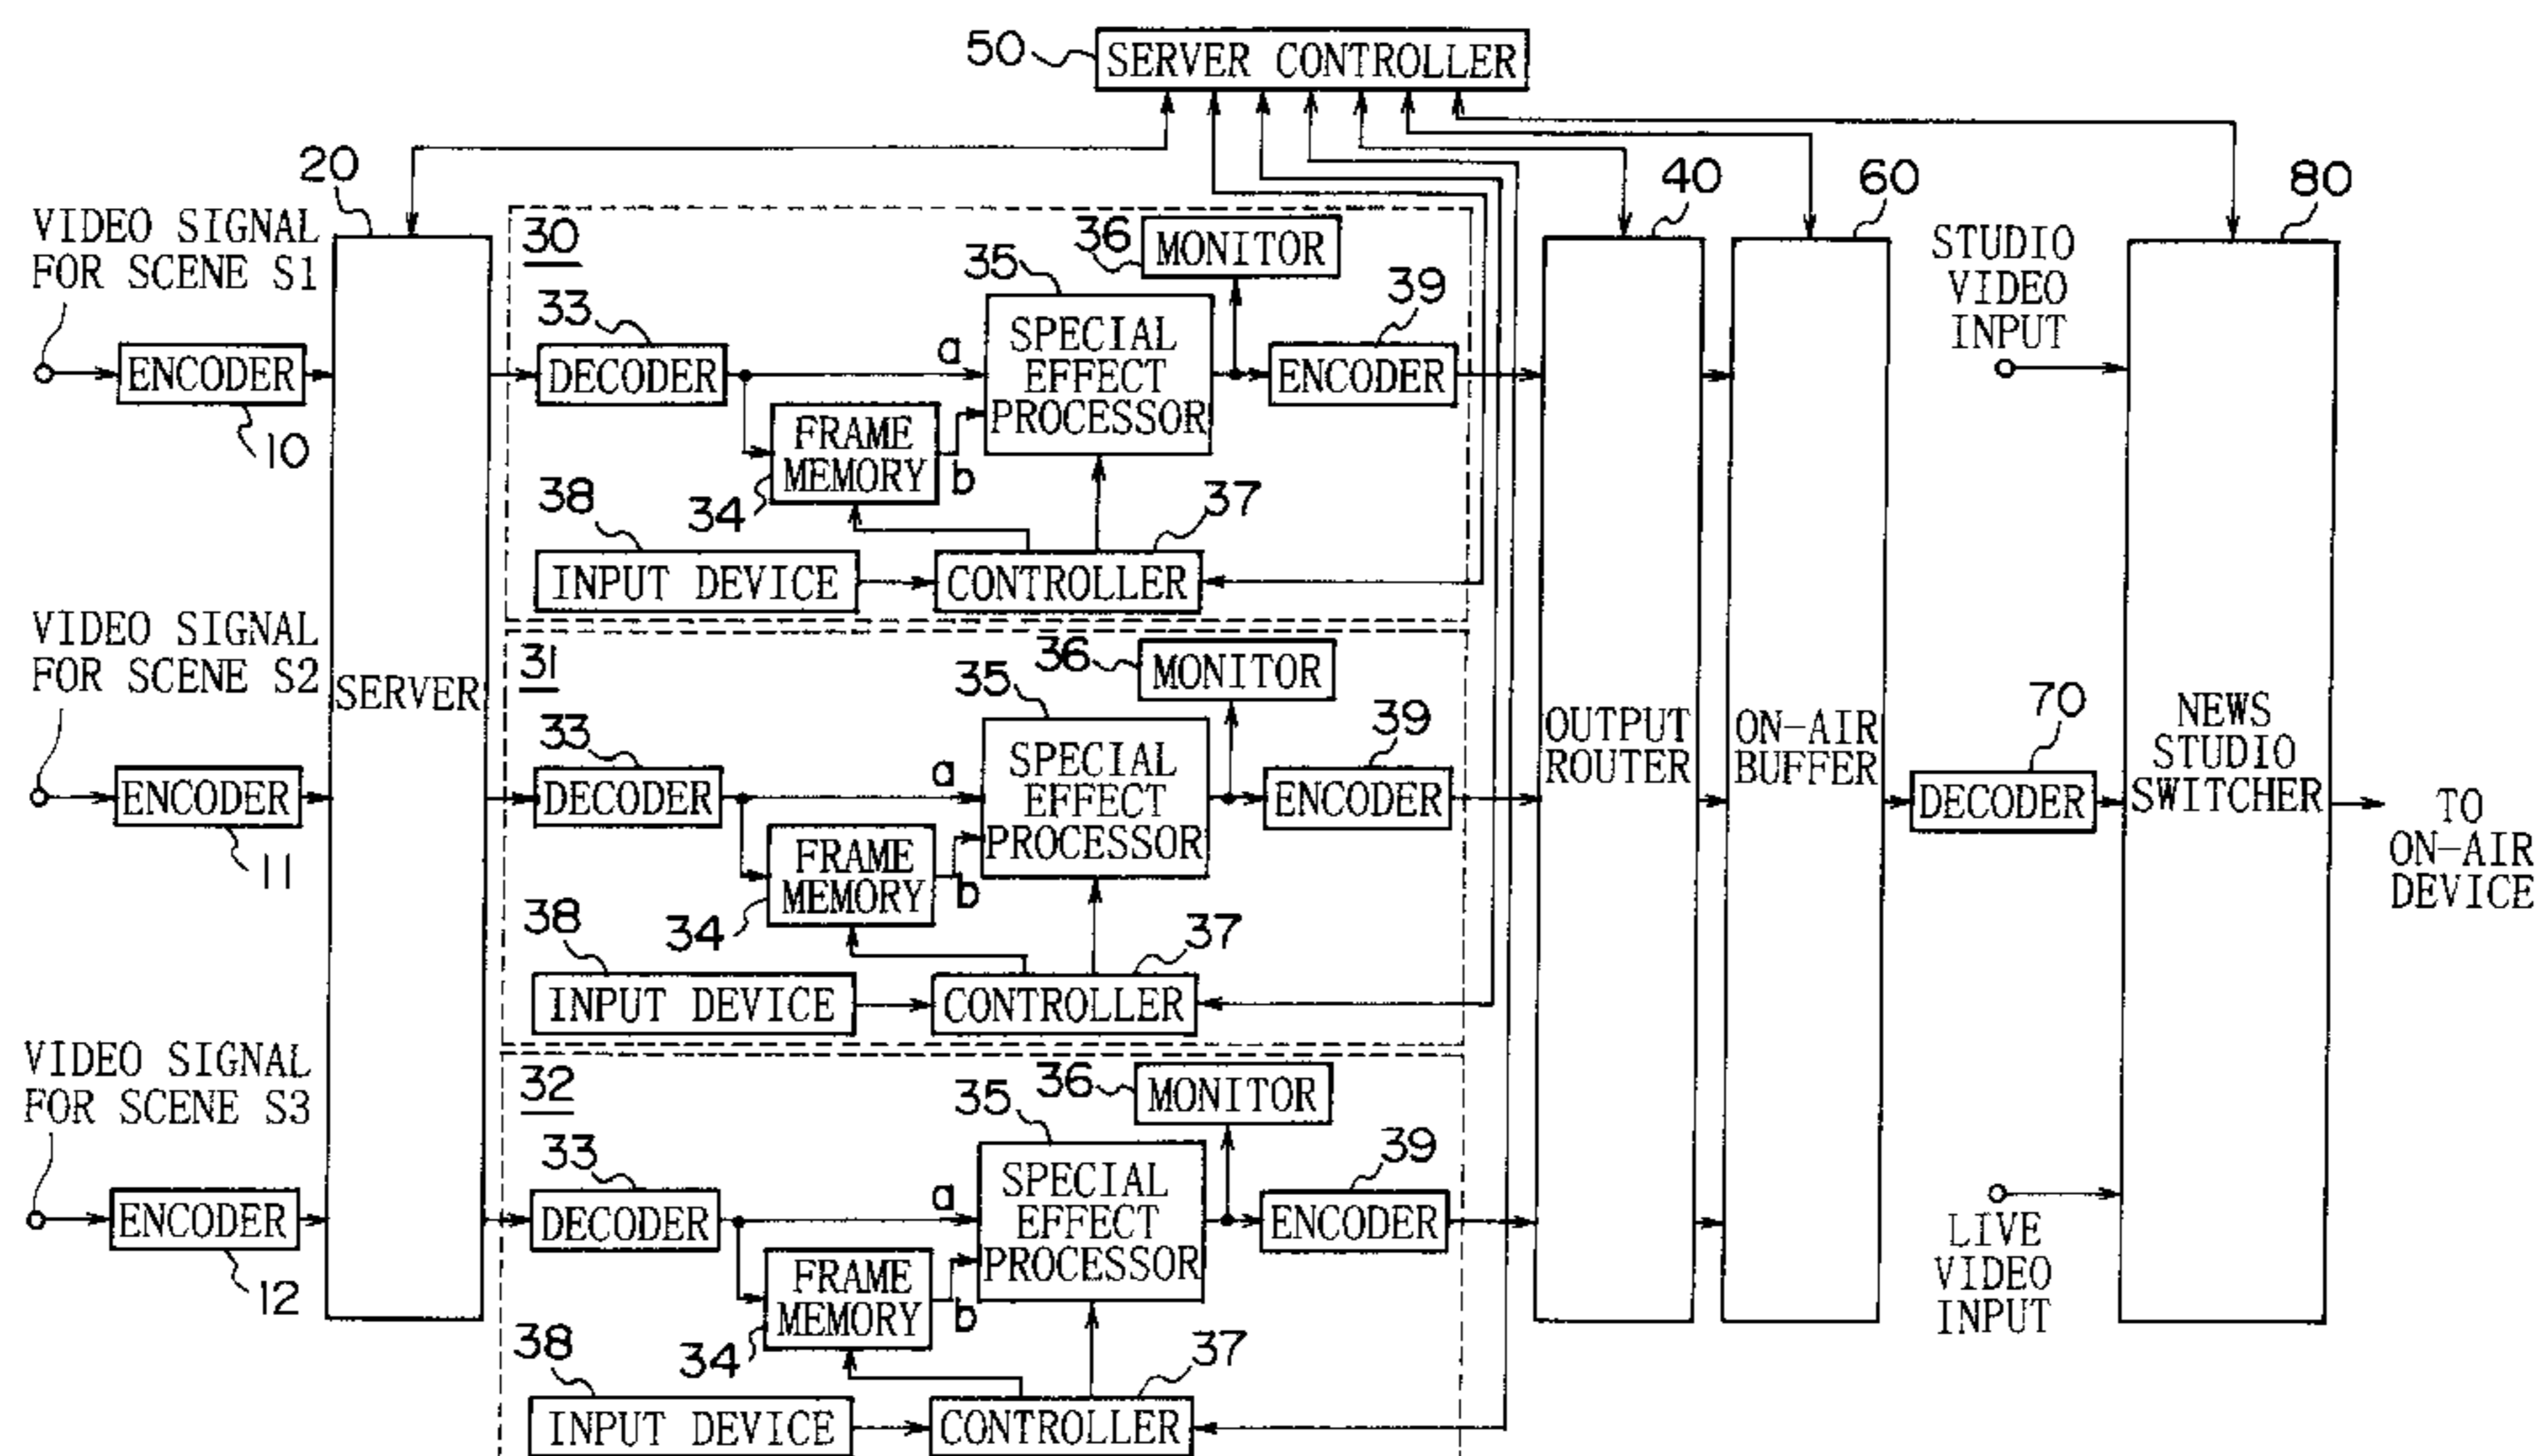 50
SERVER CONTROLLER
20
40
60
80
VIDEO SIGNAL
FOR SCENE S1
ENCODER
10
30
36
MONITOR
35
33
39
DECODER
a
SPECIAL
EFFECT
PROCESSOR
ENCODER
FRAME
MEMORY
b
34
38
37
INPUT DEVICE
CONTROLLER
STUDIO
VIDEO
INPUT
VIDEO SIGNAL
FOR SCENE S2
ENCODER
11
SERVER
31
36
MONITOR
35
33
39
DECODER
a
SPECIAL
EFFECT
PROCESSOR
ENCODER
FRAME
MEMORY
b
34
38
37
INPUT DEVICE
CONTROLLER
OUTPUT
ROUTER
ON-AIR
BUFFER
70
DECODER
NEWS
STUDIO
SWITCHER
TO
ON-AIR
DEVICE
VIDEO SIGNAL
FOR SCENE S3
ENCODER
12
32
36
MONITOR
35
33
39
DECODER
a
SPECIAL
EFFECT
PROCESSOR
ENCODER
FRAME
MEMORY
b
34
38
37
INPUT DEVICE
CONTROLLER
LIVE
VIDEO
INPUT